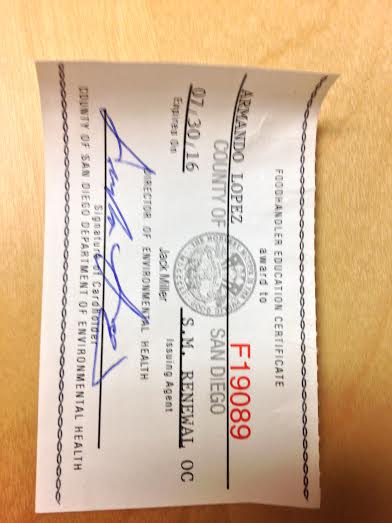 FOODHANDLER EDUCATION CERTIFICATE
award to
F19089
ARMANDO LOPEZ
COUNTY OF SAN DIEGO
07/30/16 S.M. RENEWAL OC
Expires On Issuing Agent
Jack Miller
DIRECTOR OF ENVIRONMENTAL HEALTH
Signature of Cardholder
COUNTY OF SAN DIEGO DEPARTMENT OF ENVIRONMENTAL HEALTH